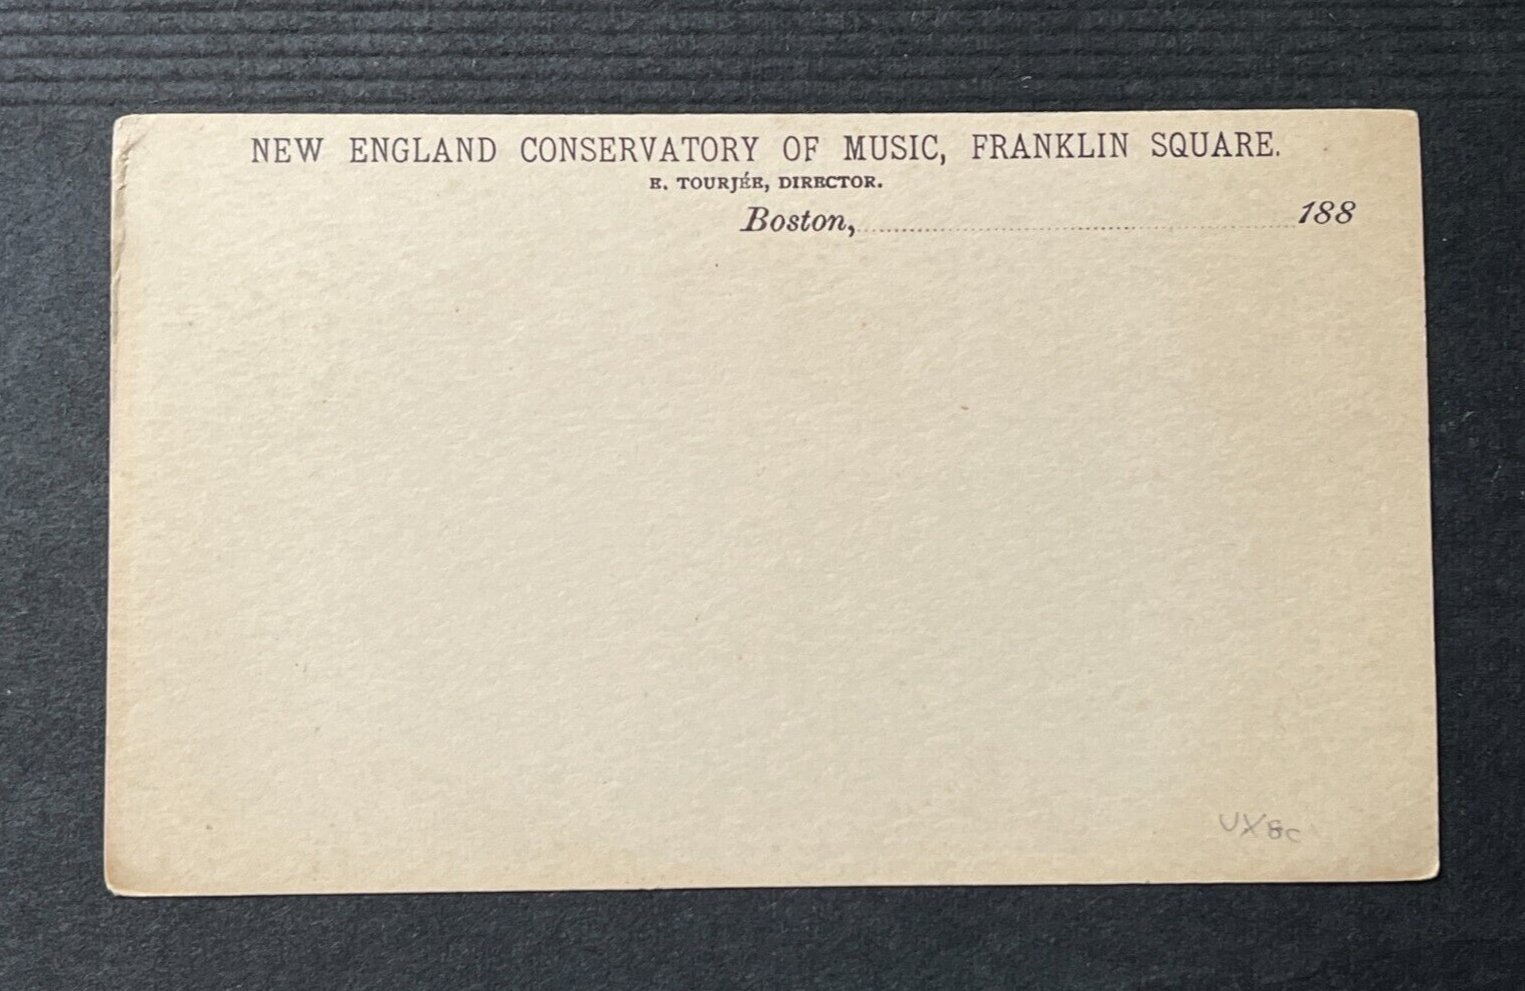 NEW ENGLAND CONSERVATORY OF MUSIC, FRANKLIN SQUARE.
E. TOURJÉE, DIRECTOR.
Boston,..............................188
UX8c